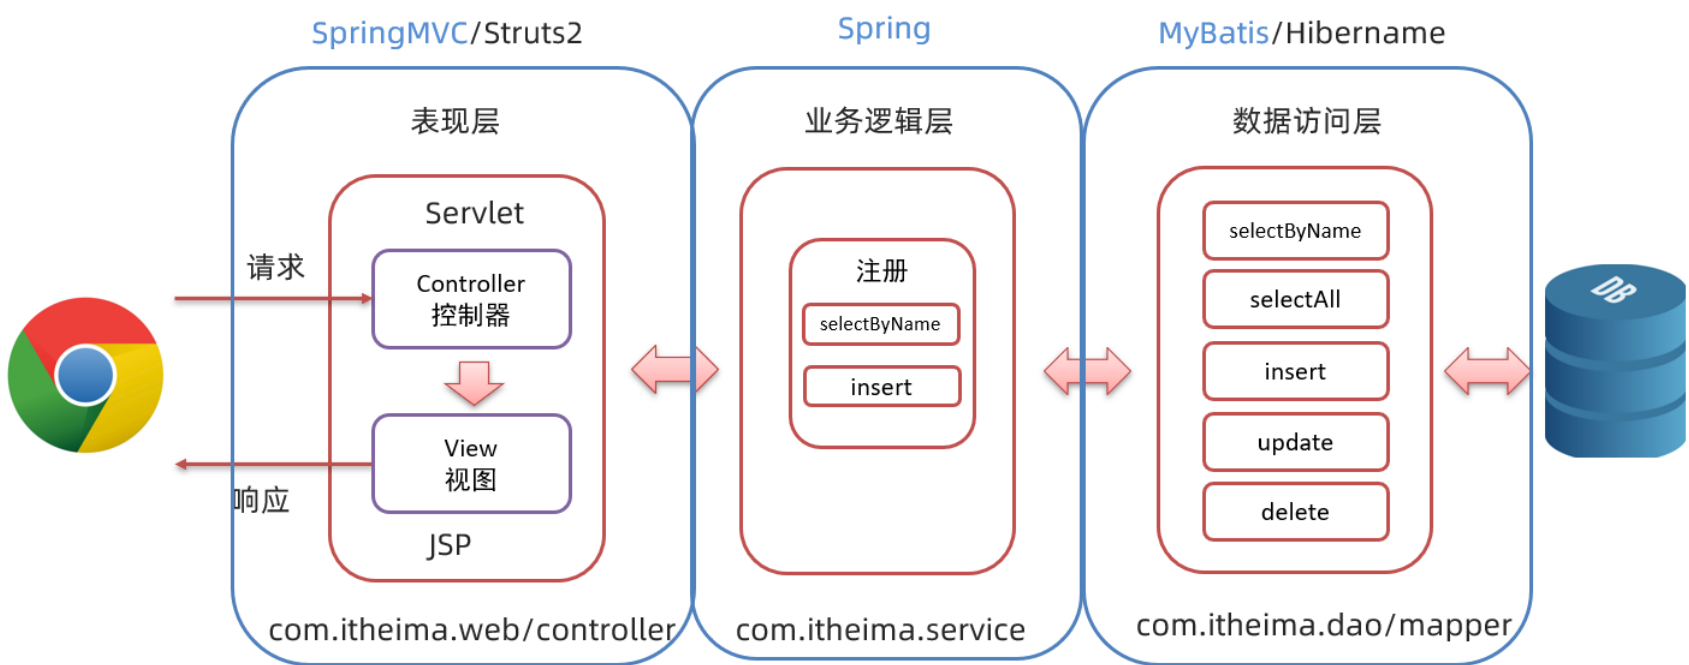 SpringMVC/Struts2
表现层
Servlet
请求
Controller
控制器
View
视图
响应
JSP
com.itheima.web/controller
Spring
业务逻辑层
注册
selectByName
insert
com.itheima.service
MyBatis/Hibername
数据访问层
selectByName
selectAll
insert
update
delete
com.itheima.dao/mapper
DB